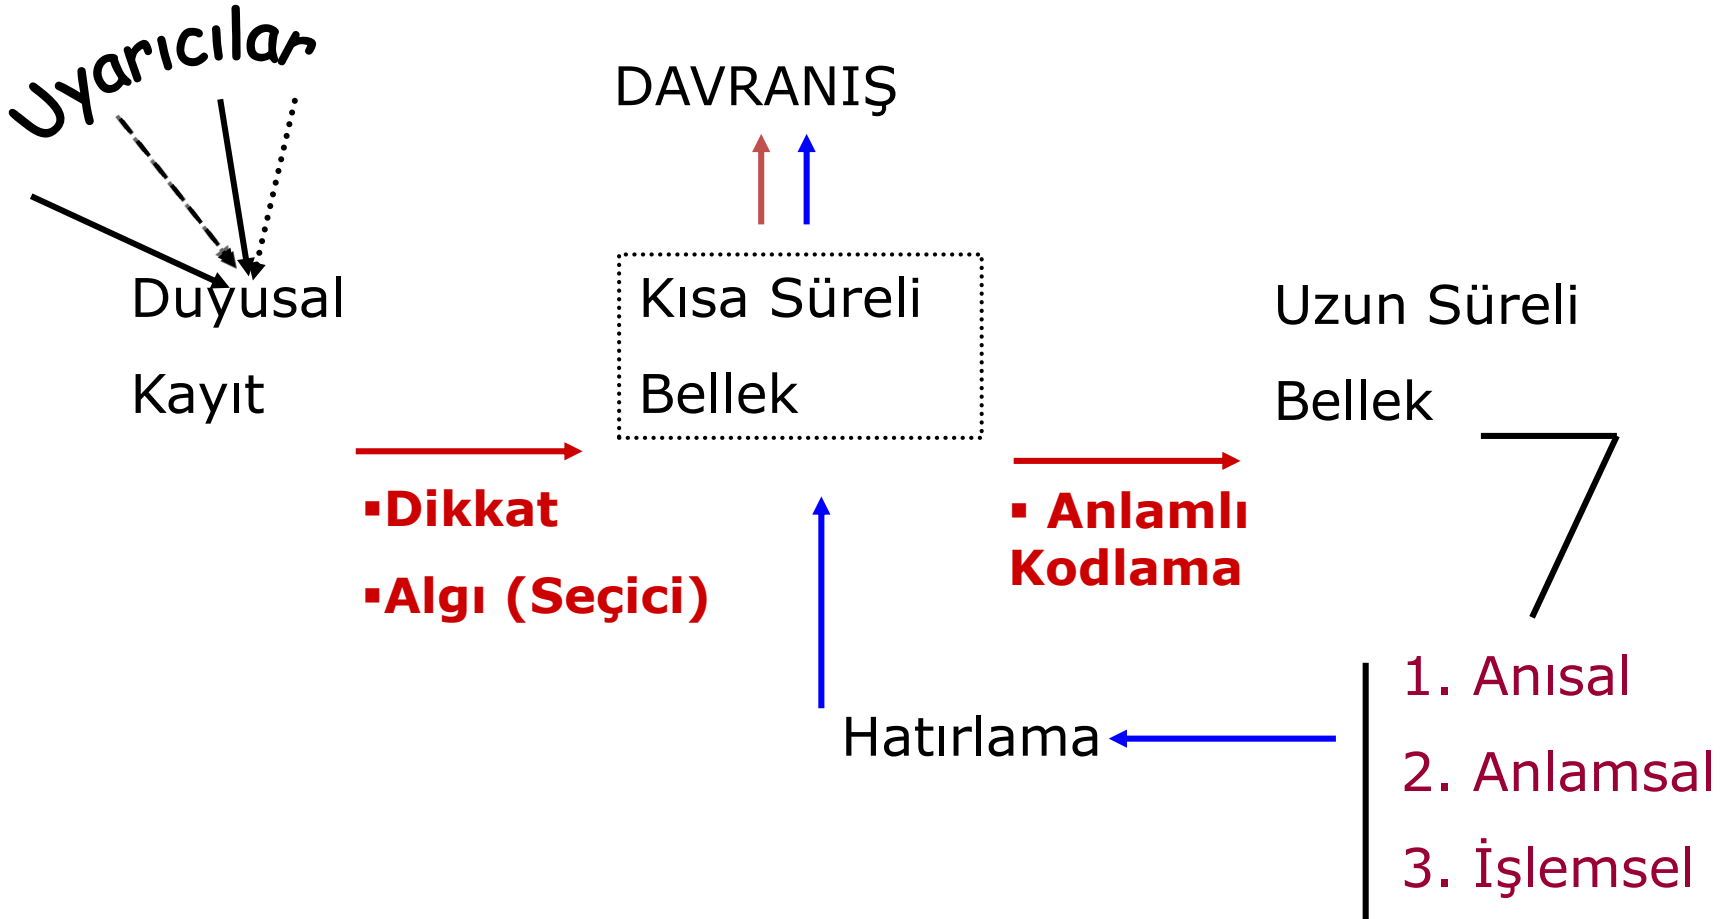 Uyarıcılar
DAVRANIŞ
Duyusal
Kayıt
Kısa Süreli
Bellek
Uzun Süreli
Bellek
▪Dikkat
▪Algı (Seçici)
▪ Anlamlı
Kodlama
Hatırlama
1. Anısal
2. Anlamsal
3. İşlemsel